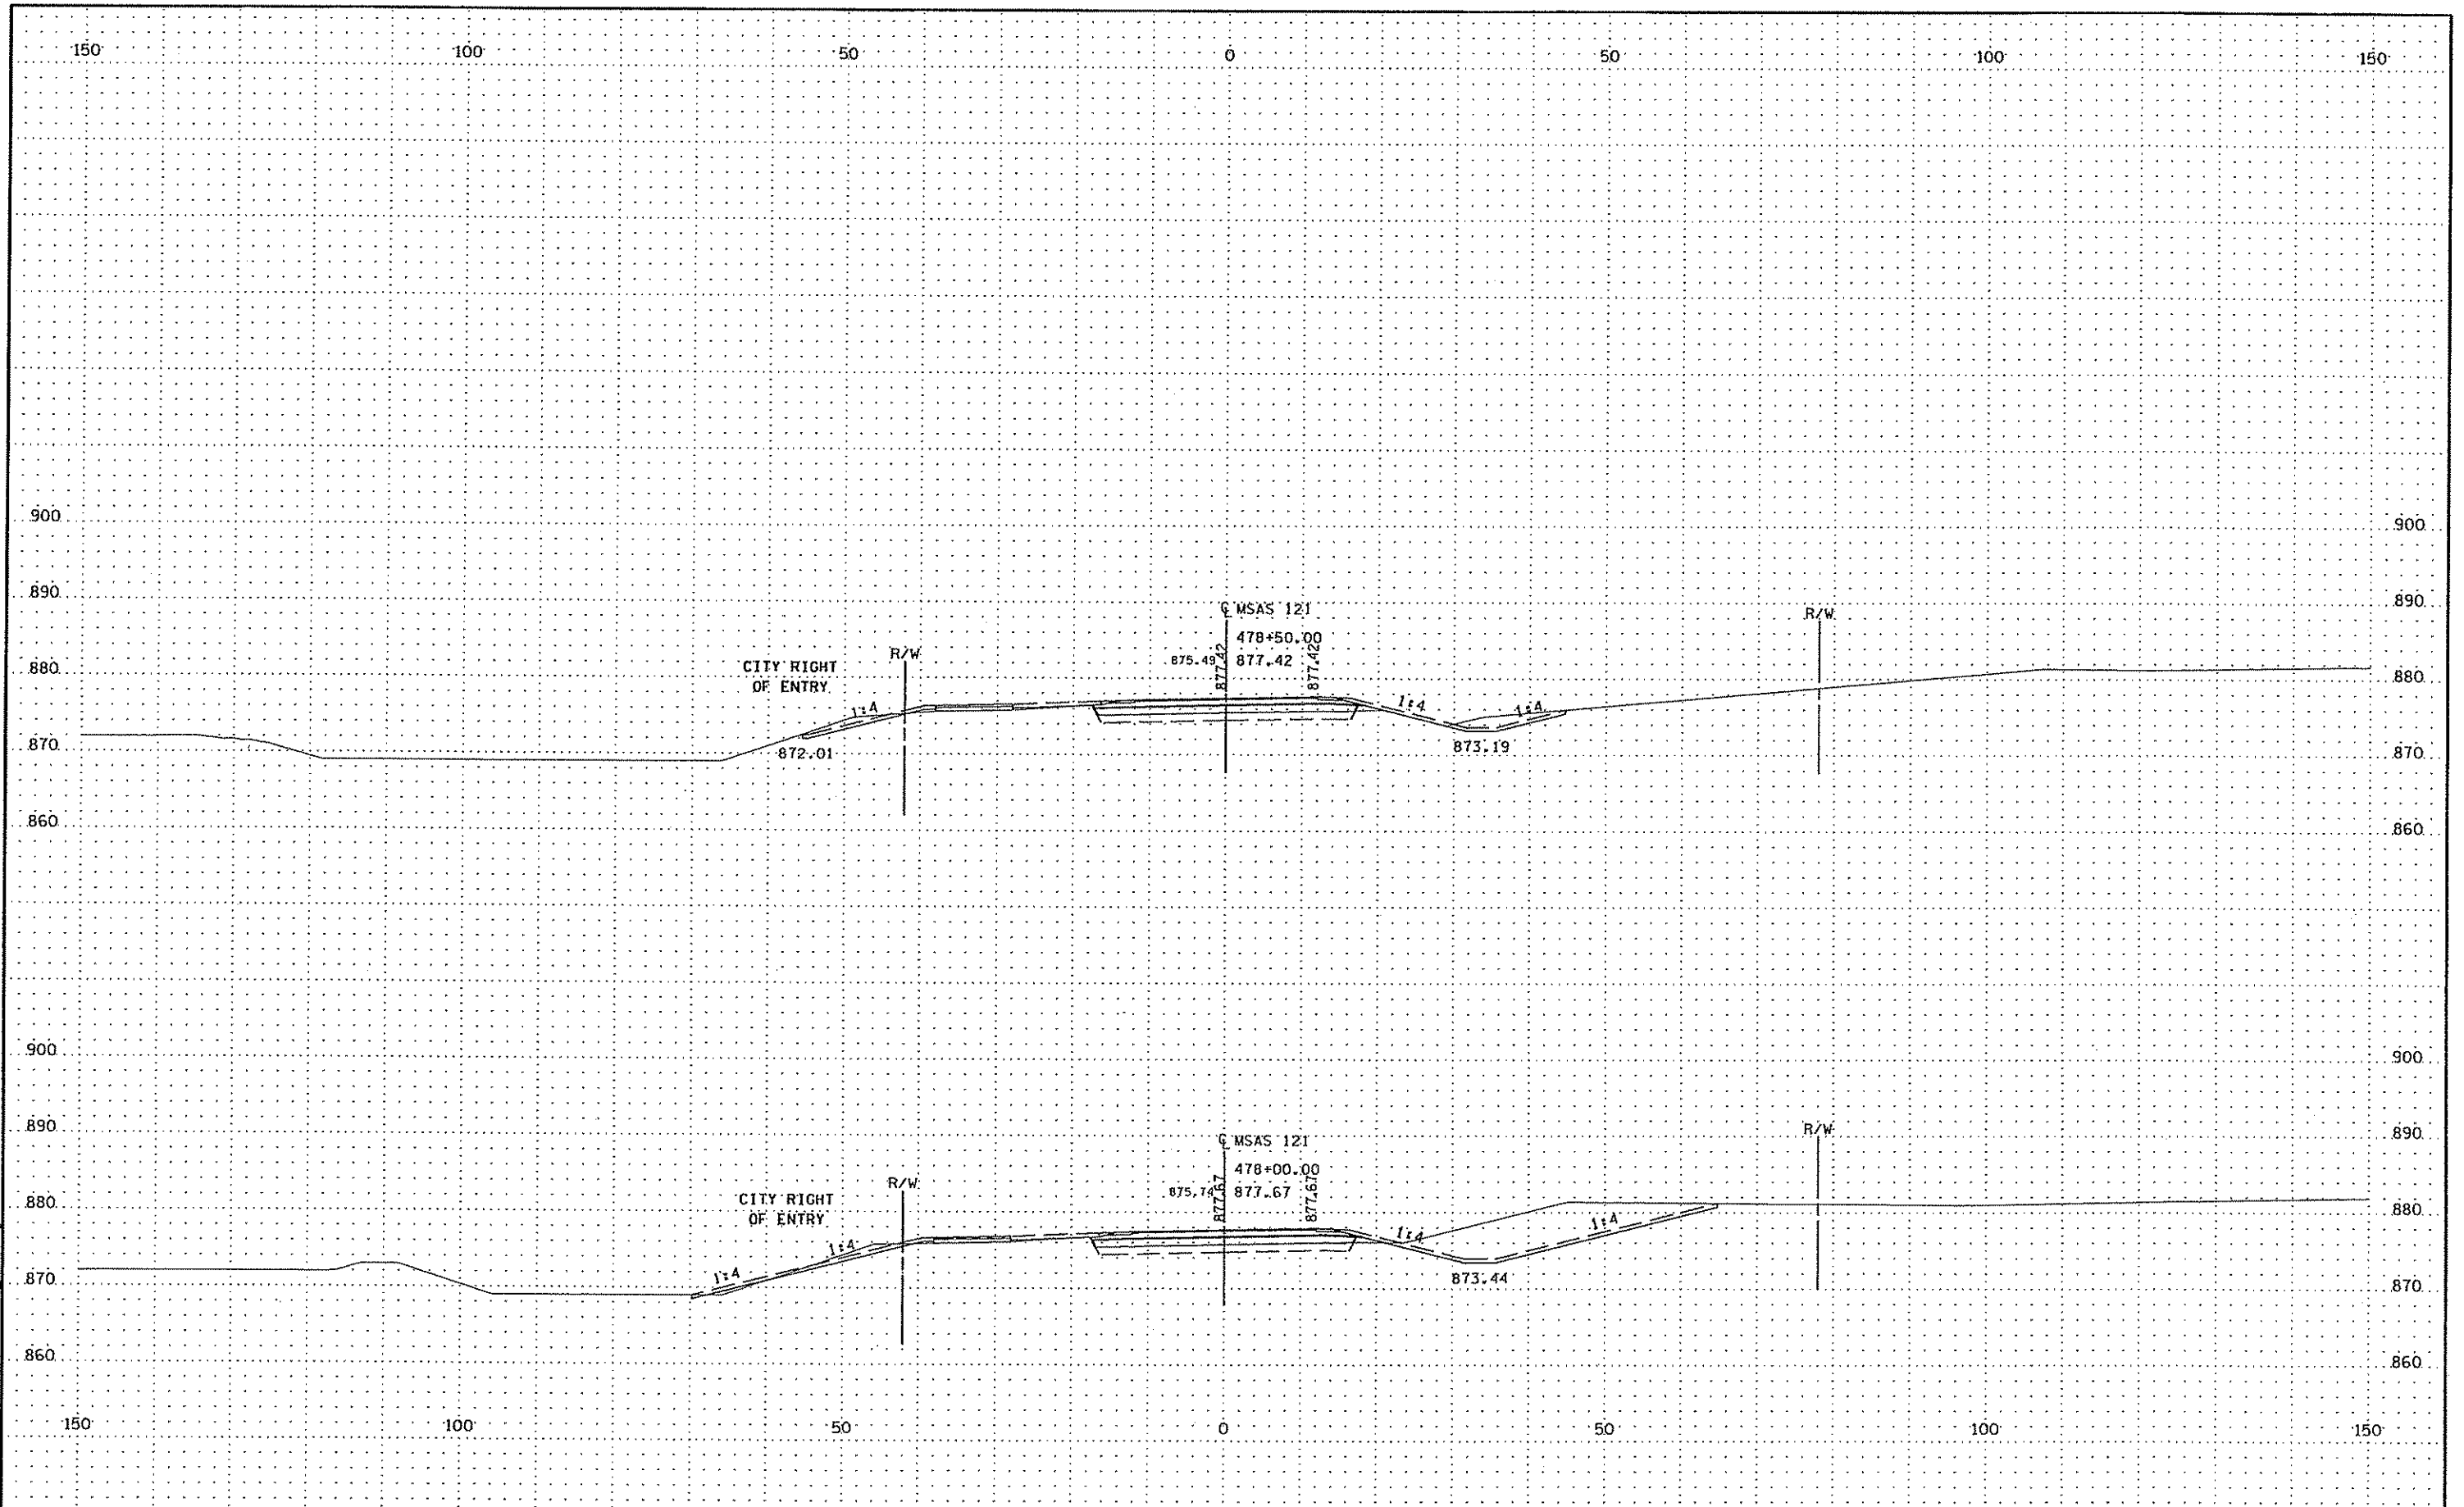 150 100 50 0 50 100 150
900 900
890 890
℄ MSAS 121
R/W
478+50.00
877.42
877.42
R/W
875.49
877.42
CITY RIGHT
OF ENTRY
880 880
1:4
1:4
1:4
870 870
872.01
873.19
860 860
900 900
890 890
R/W
℄ MSAS 121
478+00.00
877.67
877.67
R/W
875.74
877.67
CITY RIGHT
OF ENTRY
880 880
1:4
1:4
1:4
1:4
870 870
873.44
860 860
150 100 50 0 50 100 150